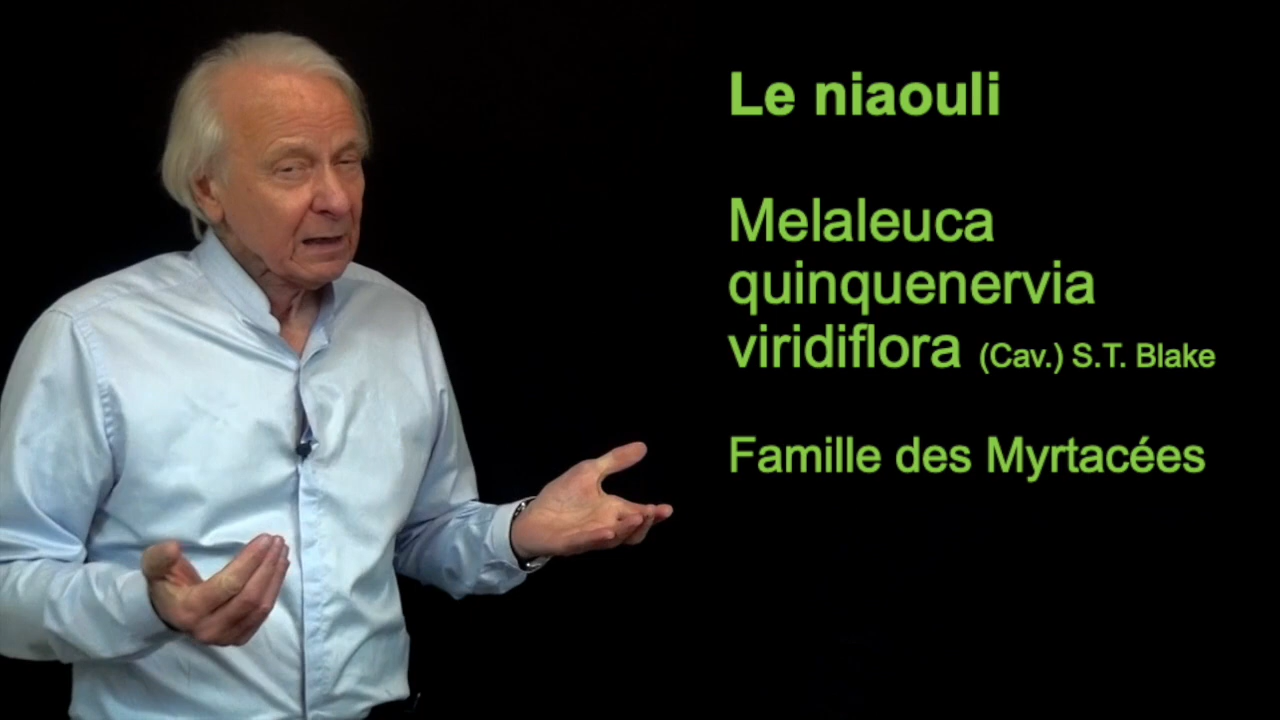 Le niaouli
Melaleuca
quinquenervia
viridiflora (Cav.) S.T. Blake
Famille des Myrtacées